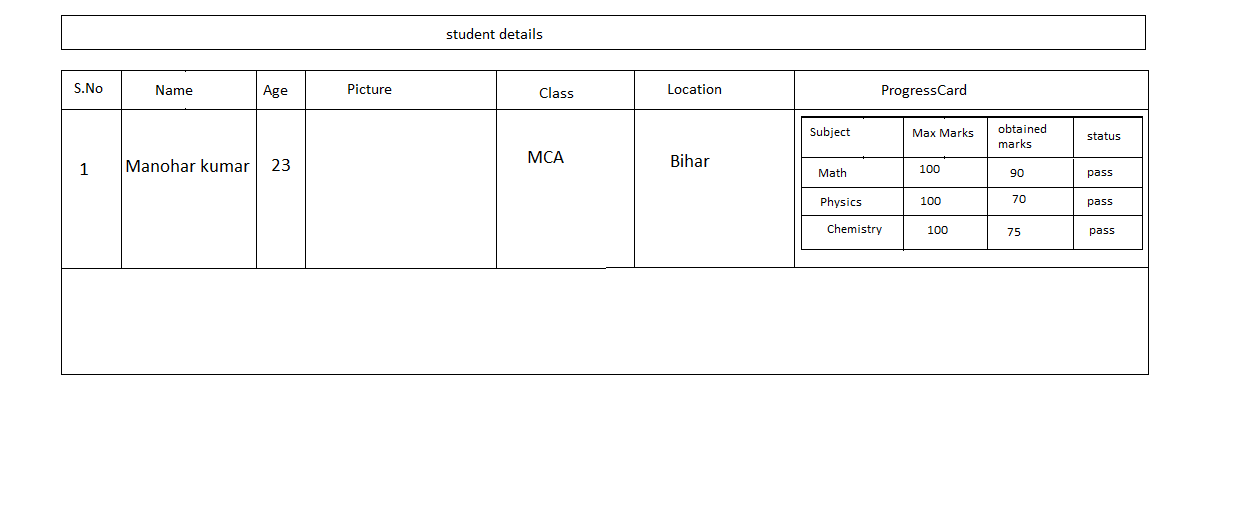 student details
S.No Name Age Picture Class Location ProgressCard
1 Manohar kumar 23 MCA Bihar
Subject Max Marks obtained marks status
Math 100 90 pass
Physics 100 70 pass
Chemistry 100 75 pass